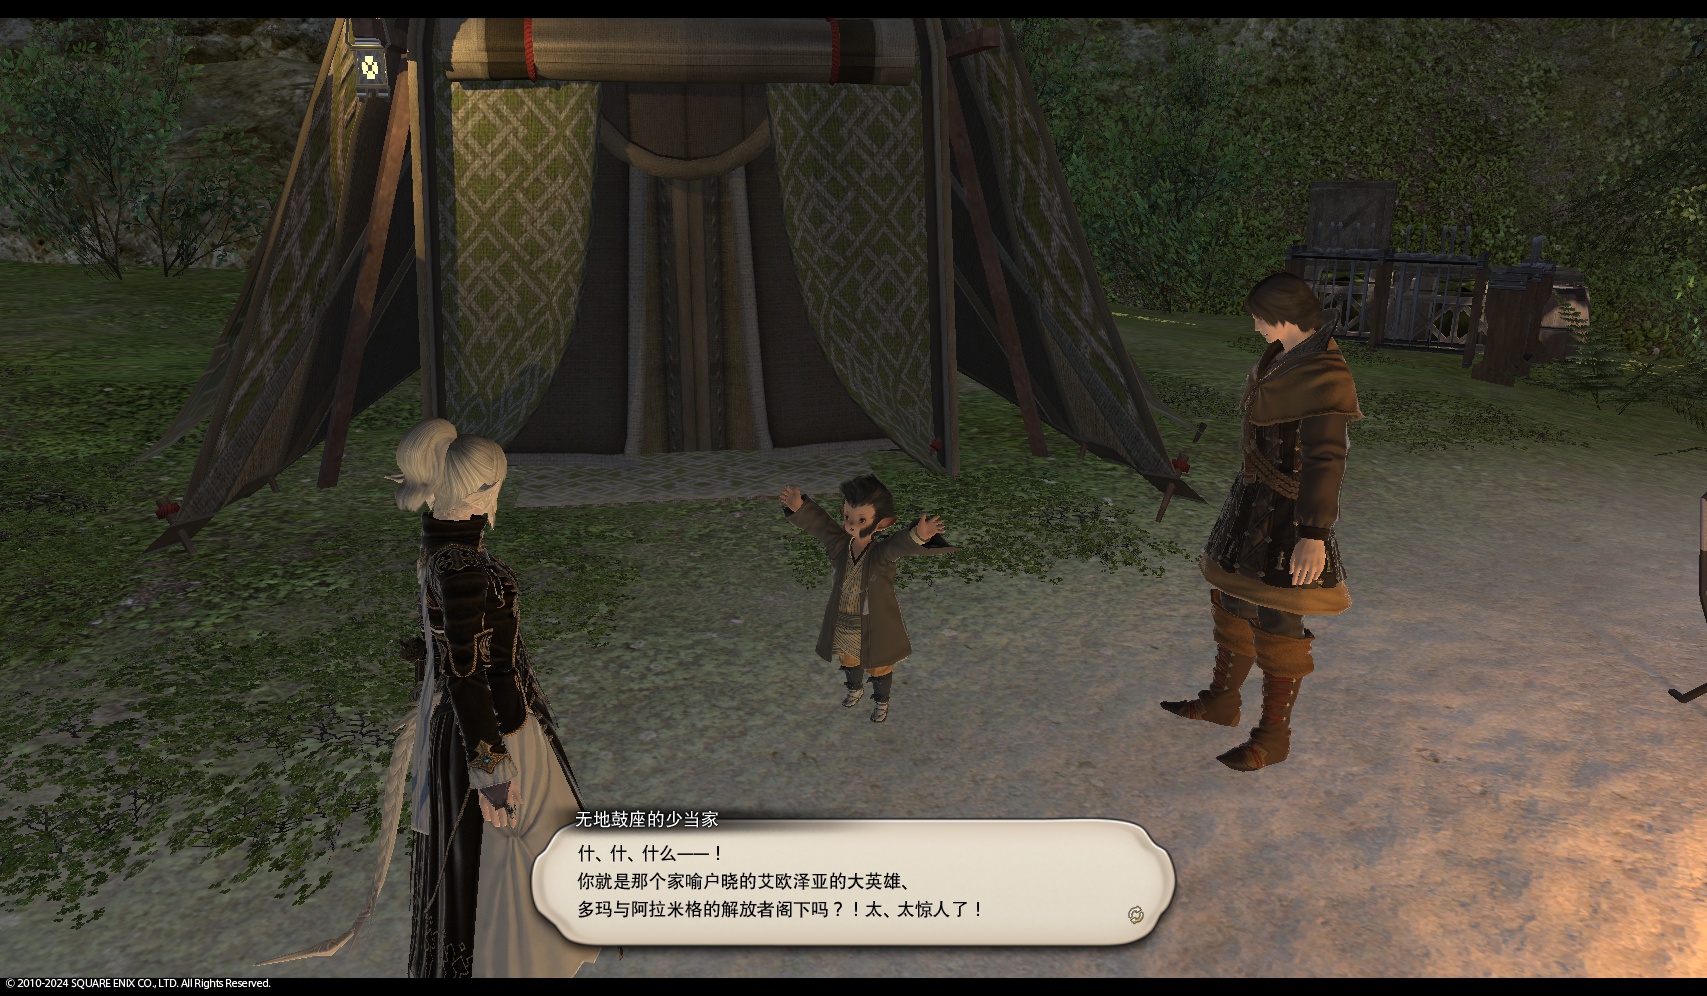 无地鼓座的少当家
什、什、什么——！
你就是那个家喻户晓的艾欧泽亚的大英雄、
多玛与阿拉米格的解放者阁下吗？！太、太惊人了！
© 2010-2024 SQUARE ENIX CO., LTD. All Rights Reserved.